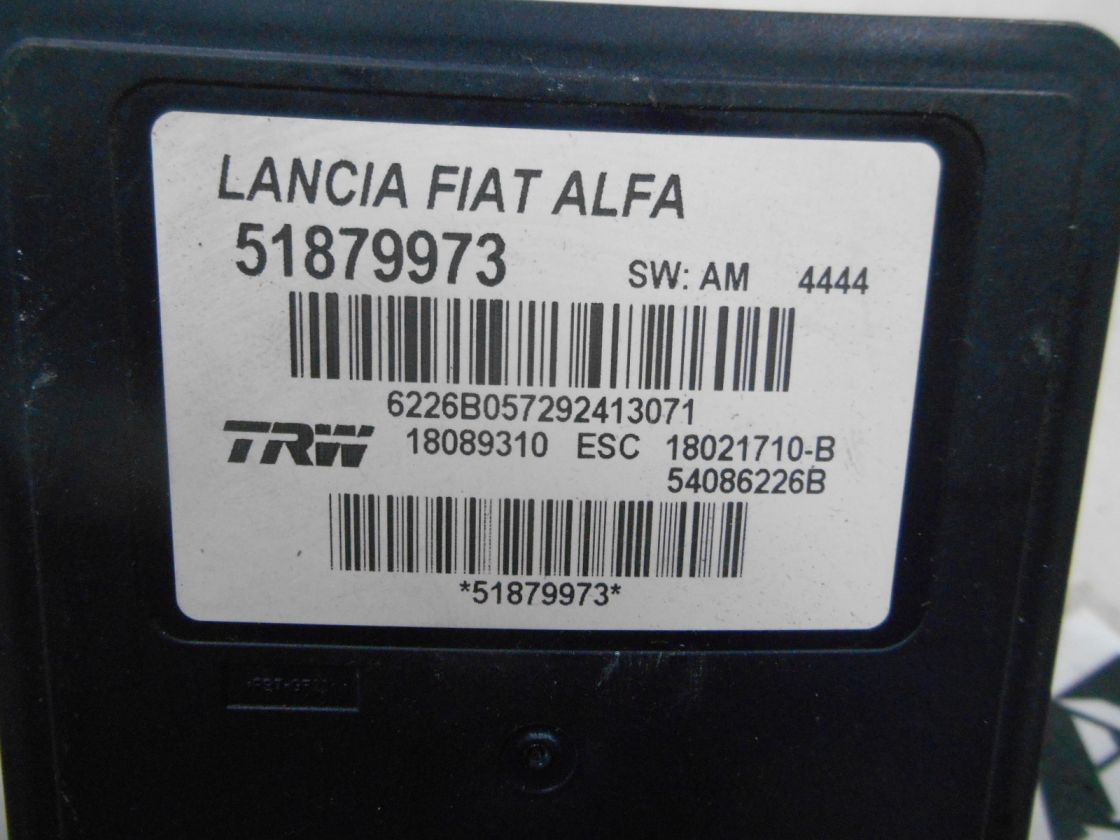 LANCIA FIAT ALFA
51879973 SW: AM 4444
6226B057292413071
TRW 18089310 ESC 18021710-B
54086226B
*51879973*